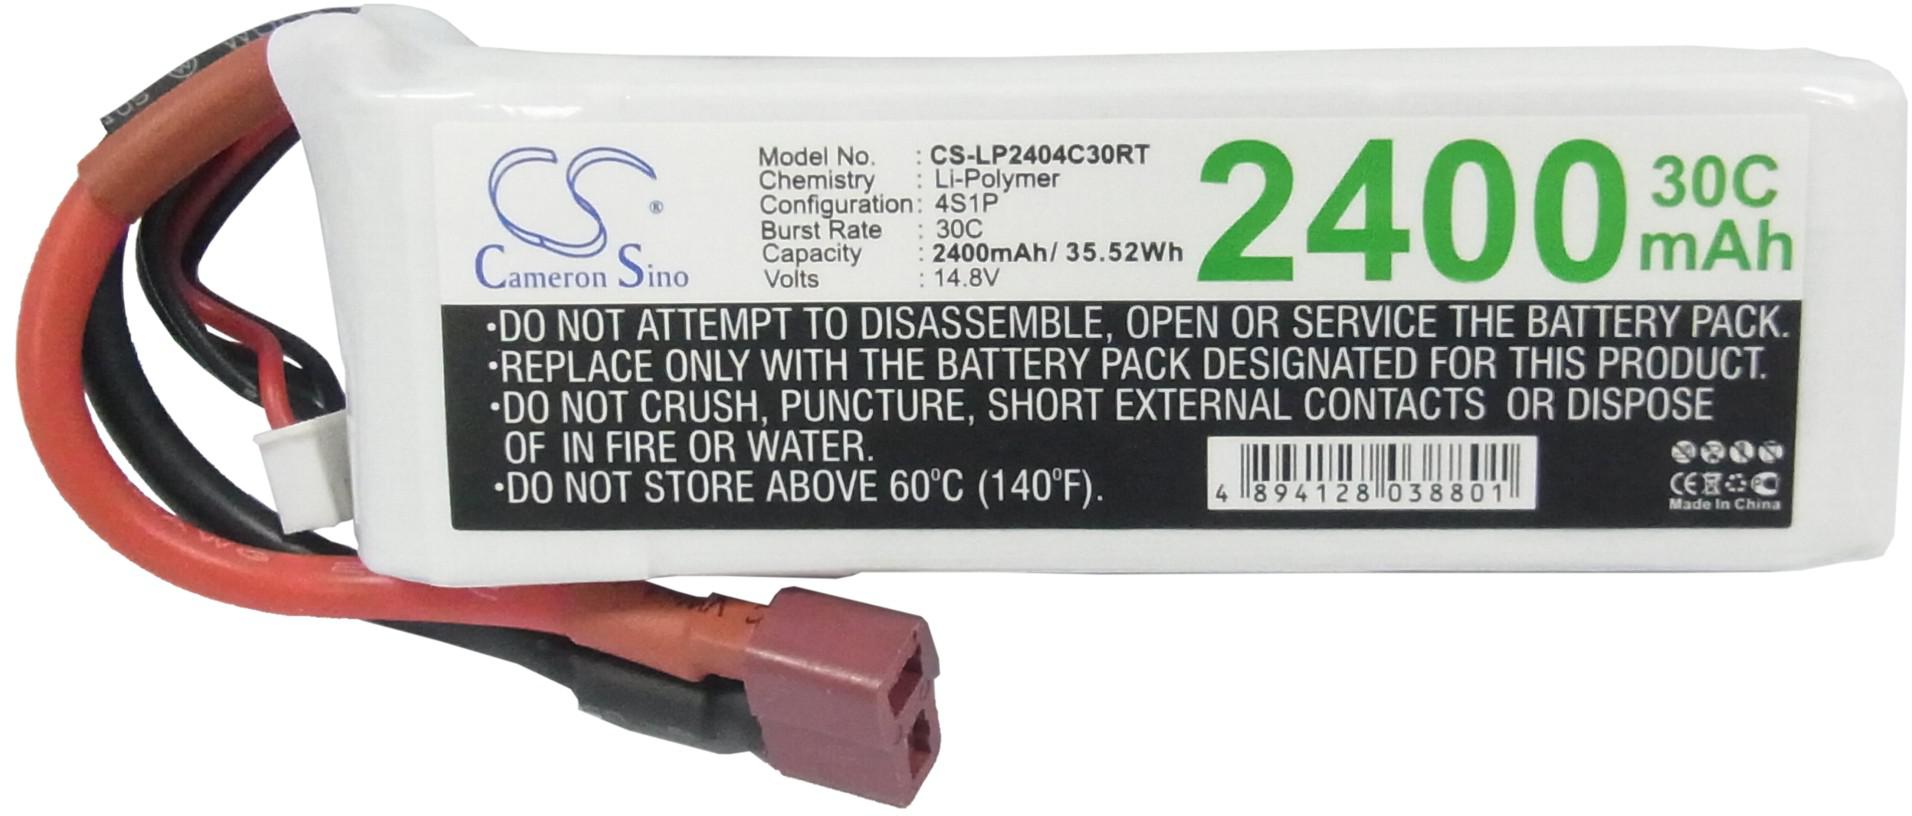 CS®
Cameron Sino
Model No. : CS-LP2404C30RT
Chemistry : Li-Polymer
Configuration: 4S1P
Burst Rate : 30C
Capacity : 2400mAh/ 35.52Wh
Volts : 14.8V
2400 30C mAh
•DO NOT ATTEMPT TO DISASSEMBLE, OPEN OR SERVICE THE BATTERY PACK.
•REPLACE ONLY WITH THE BATTERY PACK DESIGNATED FOR THIS PRODUCT.
•DO NOT CRUSH, PUNCTURE, SHORT EXTERNAL CONTACTS OR DISPOSE
OF IN FIRE OR WATER.
•DO NOT STORE ABOVE 60°C (140°F).
4 894128 038801
CE
Made In China